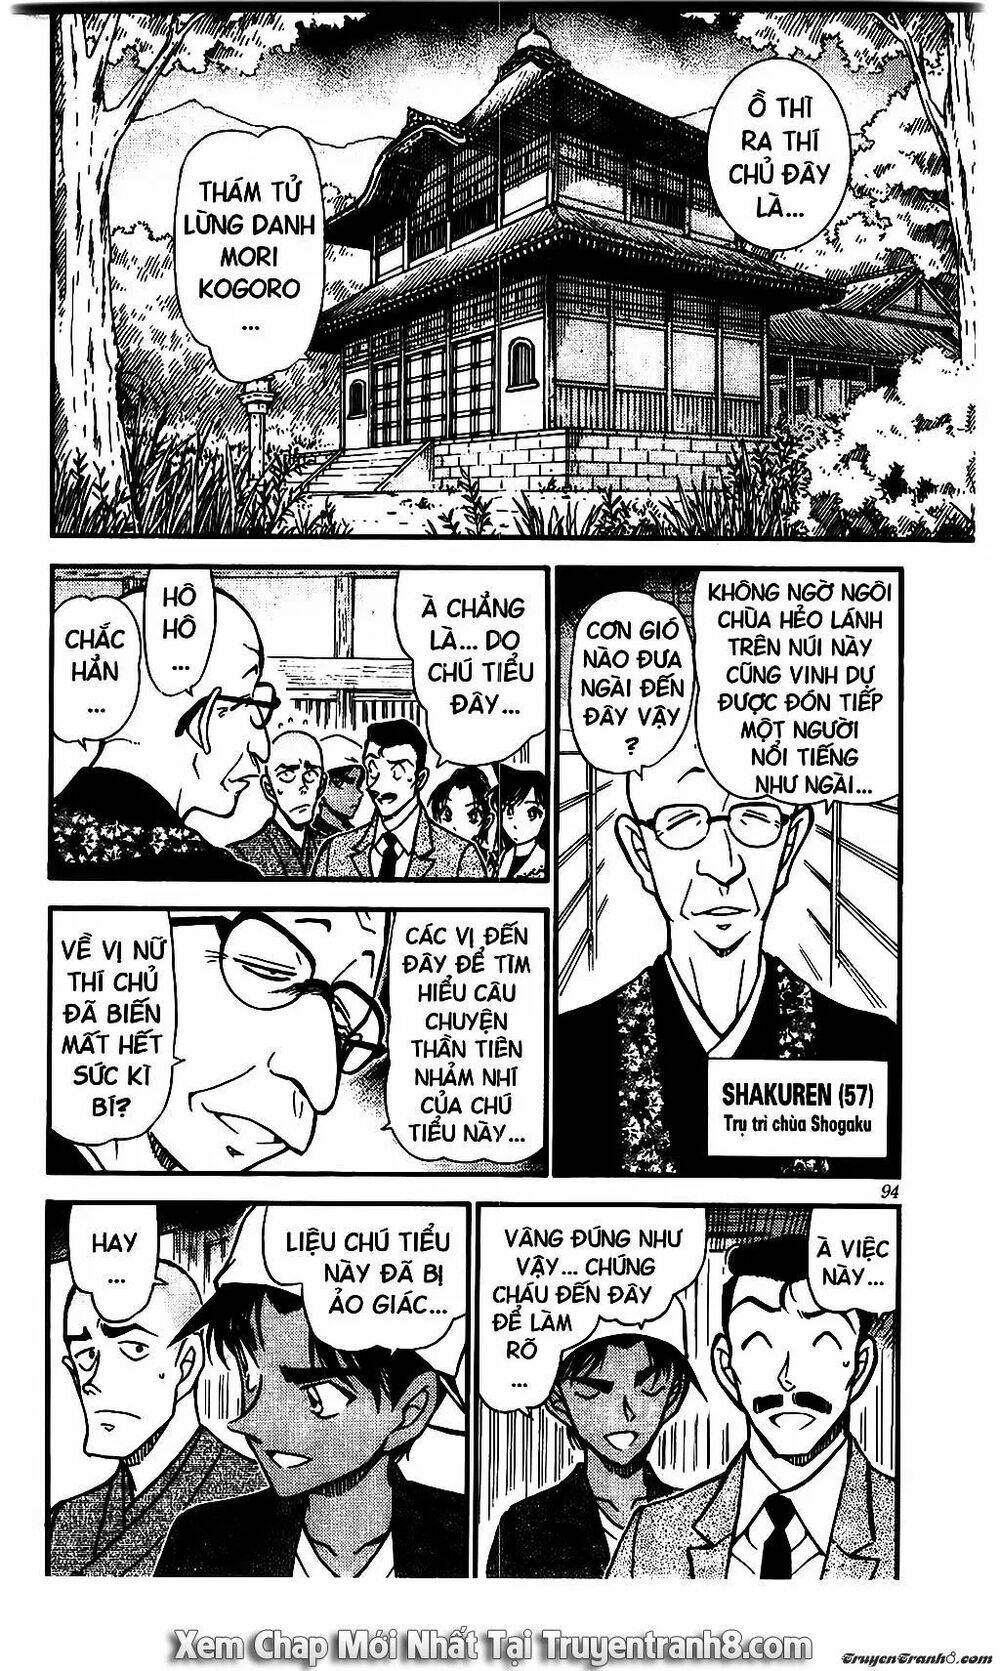 Ồ THÌ
RA THÍ
CHỦ ĐÂY
LÀ...
THÁM TỬ
LỪNG DANH
MORI
KOGORO
...
KHÔNG NGỜ NGÔI
CHÙA HẺO LÁNH
TRÊN NÚI NÀY
CŨNG VINH DỰ
ĐƯỢC ĐÓN TIẾP
MỘT NGƯỜI
NỔI TIẾNG
NHƯ NGÀI...
CƠN GIÓ
NÀO ĐƯA
NGÀI ĐẾN
ĐÂY VẬY
?
SHAKUREN (57)
Trụ trì chùa Shogaku
À CHẲNG
LÀ... DO
CHÚ TIỂU
ĐÂY...
HÔ
HÔ
...
CHẮC
HẲN
...
CÁC VỊ ĐẾN
ĐÂY ĐỂ TÌM
HIỂU CÂU
CHUYỆN
THẦN TIÊN
NHẢM NHÍ
CỦA CHÚ
TIỂU NÀY...
VỀ VỊ NỮ
THÍ CHỦ
ĐÃ BIẾN
MẤT HẾT
SỨC KÌ
BÍ?
94
À VIỆC
NÀY...
VÂNG ĐÚNG NHƯ
VẬY... CHÚNG
CHÁU ĐẾN ĐÂY
ĐỂ LÀM
RÕ
...
LIỆU CHÚ TIỂU
NÀY ĐÃ BỊ
ẢO GIÁC...
HAY
...
Xem Chap Mới Nhất Tại Truyentranh8.com
TruyenTranh8.com